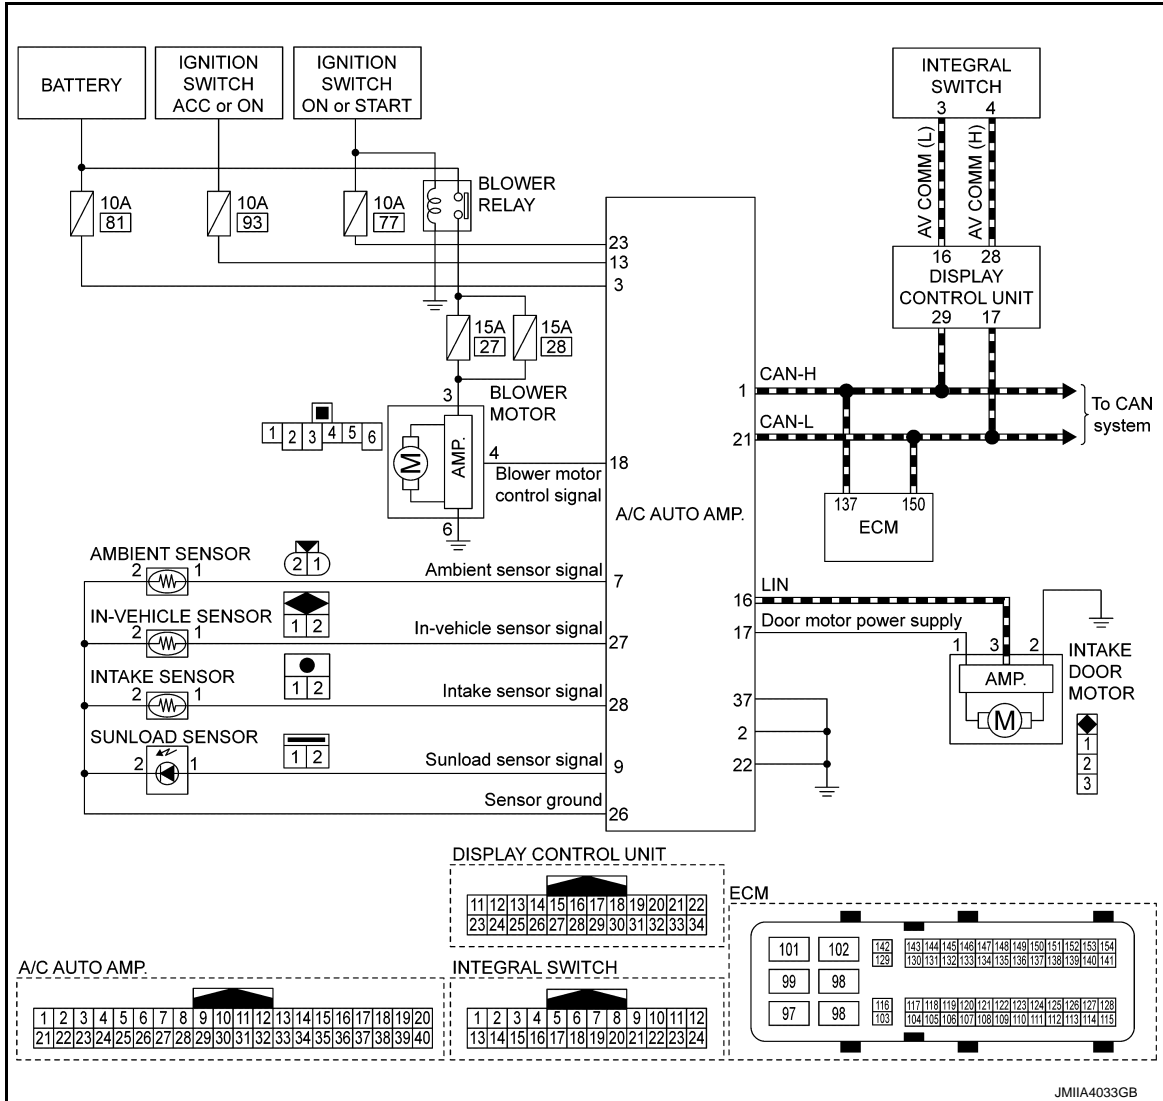 BATTERY
IGNITION
SWITCH
ACC or ON
IGNITION
SWITCH
ON or START
INTEGRAL
SWITCH
3 4
AV COMM (L)
AV COMM (H)
10A
81
10A
93
10A
77
BLOWER
RELAY
23
13
3
16 28
DISPLAY
CONTROL UNIT
29 17
15A
27
15A
28
3
BLOWER
MOTOR
1 2 3 4 5 6
M
AMP.
4
18
Blower motor
control signal
6
1
CAN-H
21
CAN-L
To CAN
system
137 150
ECM
A/C AUTO AMP.
AMBIENT SENSOR
2 1
2 1
Ambient sensor signal
7
IN-VEHICLE SENSOR
2 1
1 2
In-vehicle sensor signal
27
INTAKE SENSOR
2 1
1 2
Intake sensor signal
28
SUNLOAD SENSOR
2 1
1 2
Sunload sensor signal
9
Sensor ground
26
LIN
16
Door motor power supply
17
1 3 2
AMP.
M
INTAKE
DOOR
MOTOR
1
2
3
37
2
22
DISPLAY CONTROL UNIT
11 12 13 14 15 16 17 18 19 20 21 22
23 24 25 26 27 28 29 30 31 32 33 34
ECM
101 102 142 143 144 145 146 147 148 149 150 151 152 153 154
129 130 131 132 133 134 135 136 137 138 139 140 141
99 98
97 98 116 117 118 119 120 121 122 123 124 125 126 127 128
103 104 105 106 107 108 109 110 111 112 113 114 115
A/C AUTO AMP.
1 2 3 4 5 6 7 8 9 10 11 12 13 14 15 16 17 18 19 20
21 22 23 24 25 26 27 28 29 30 31 32 33 34 35 36 37 38 39 40
INTEGRAL SWITCH
1 2 3 4 5 6 7 8 9 10 11 12
13 14 15 16 17 18 19 20 21 22 23 24
JMIIA4033GB